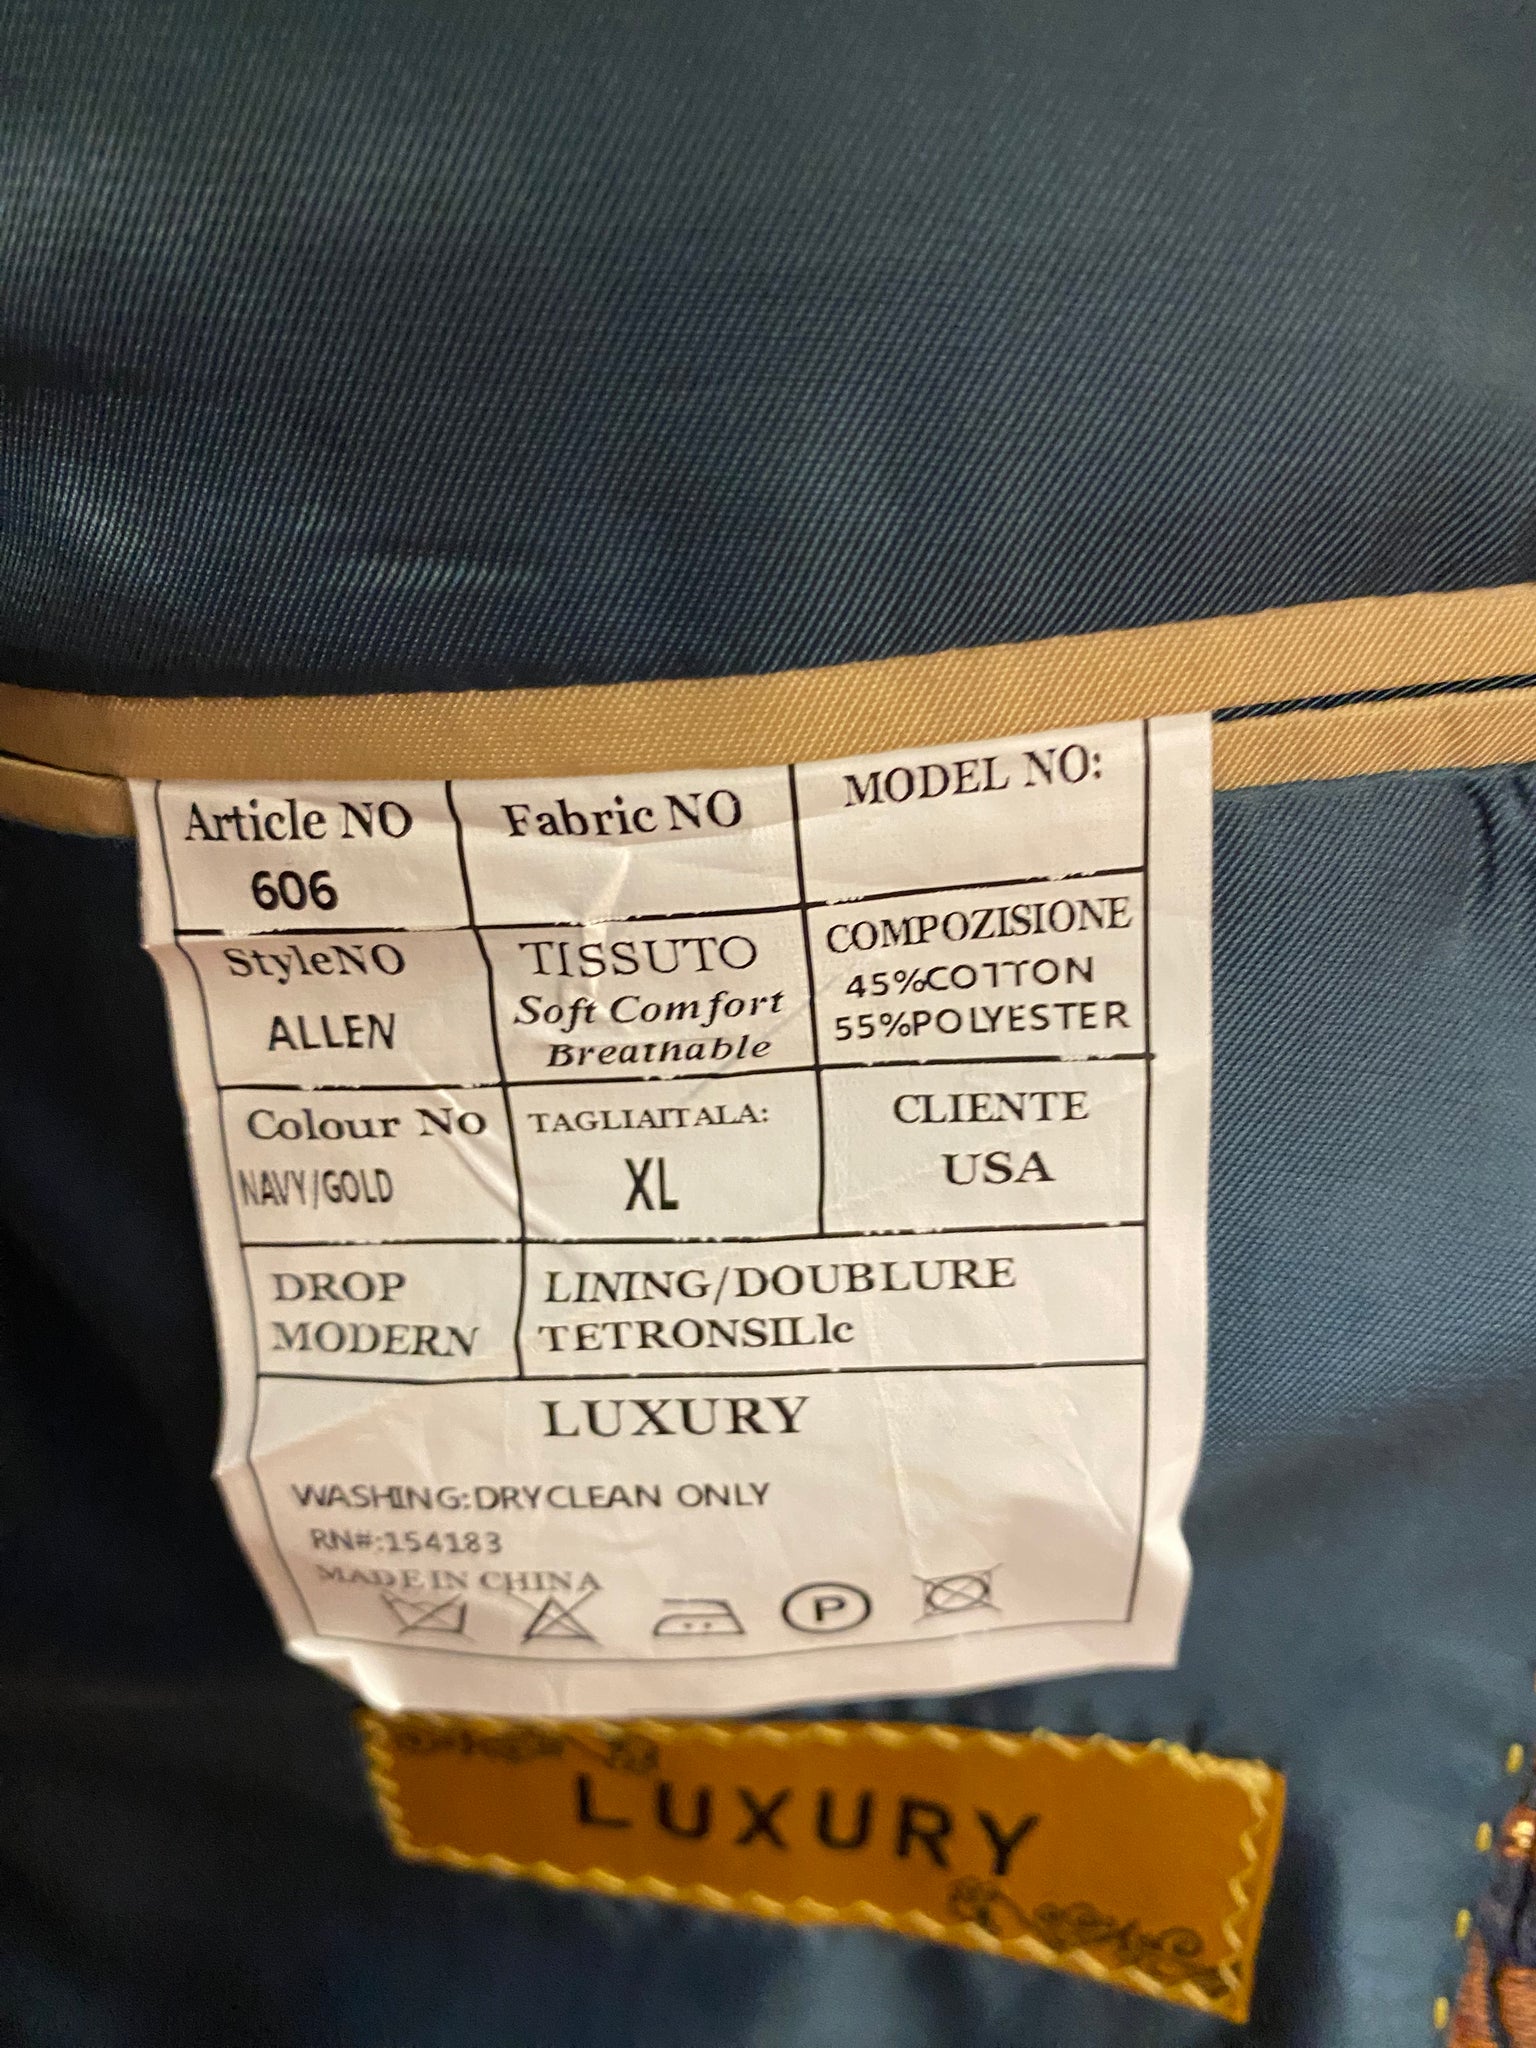 Article NO
606
Fabric NO
MODEL NO:
StyleNO
ALLEN
TISSUTO
Soft Comfort
Breathable
COMPOZISIONE
45%COTTON
55%POLYESTER
Colour No
NAVY/GOLD
TAGLIAITALA:
XL
CLIENTE
USA
DROP
MODERN
LINING/DOUBLURE
TETRONSILlc
LUXURY
WASHING:DRYCLEAN ONLY
RN#:154183
MADE IN CHINA
P
LUXURY